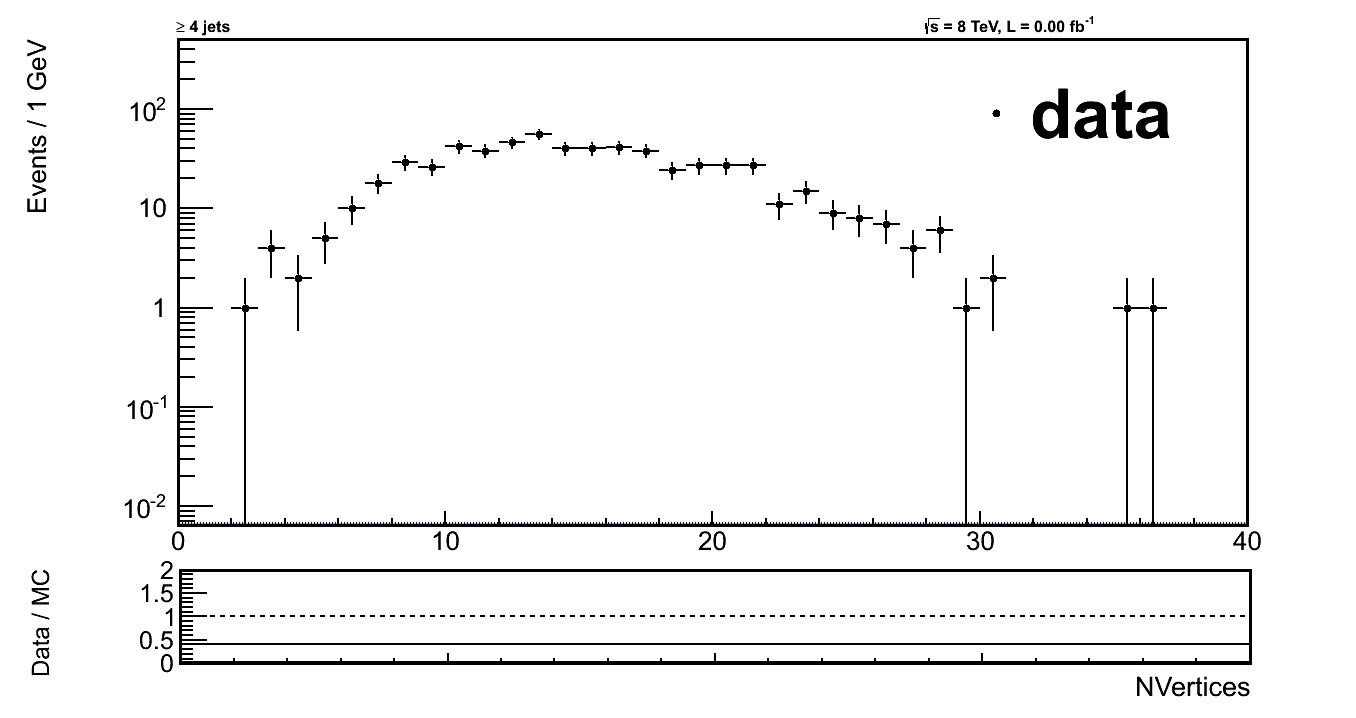 ≥ 4 jets
√s = 8 TeV, L = 0.00 fb⁻¹
Events / 1 GeV
data
10²
10
1
10⁻¹
10⁻²
0 10 20 30 40
Data / MC
2
1.5
1
0.5
0
NVertices